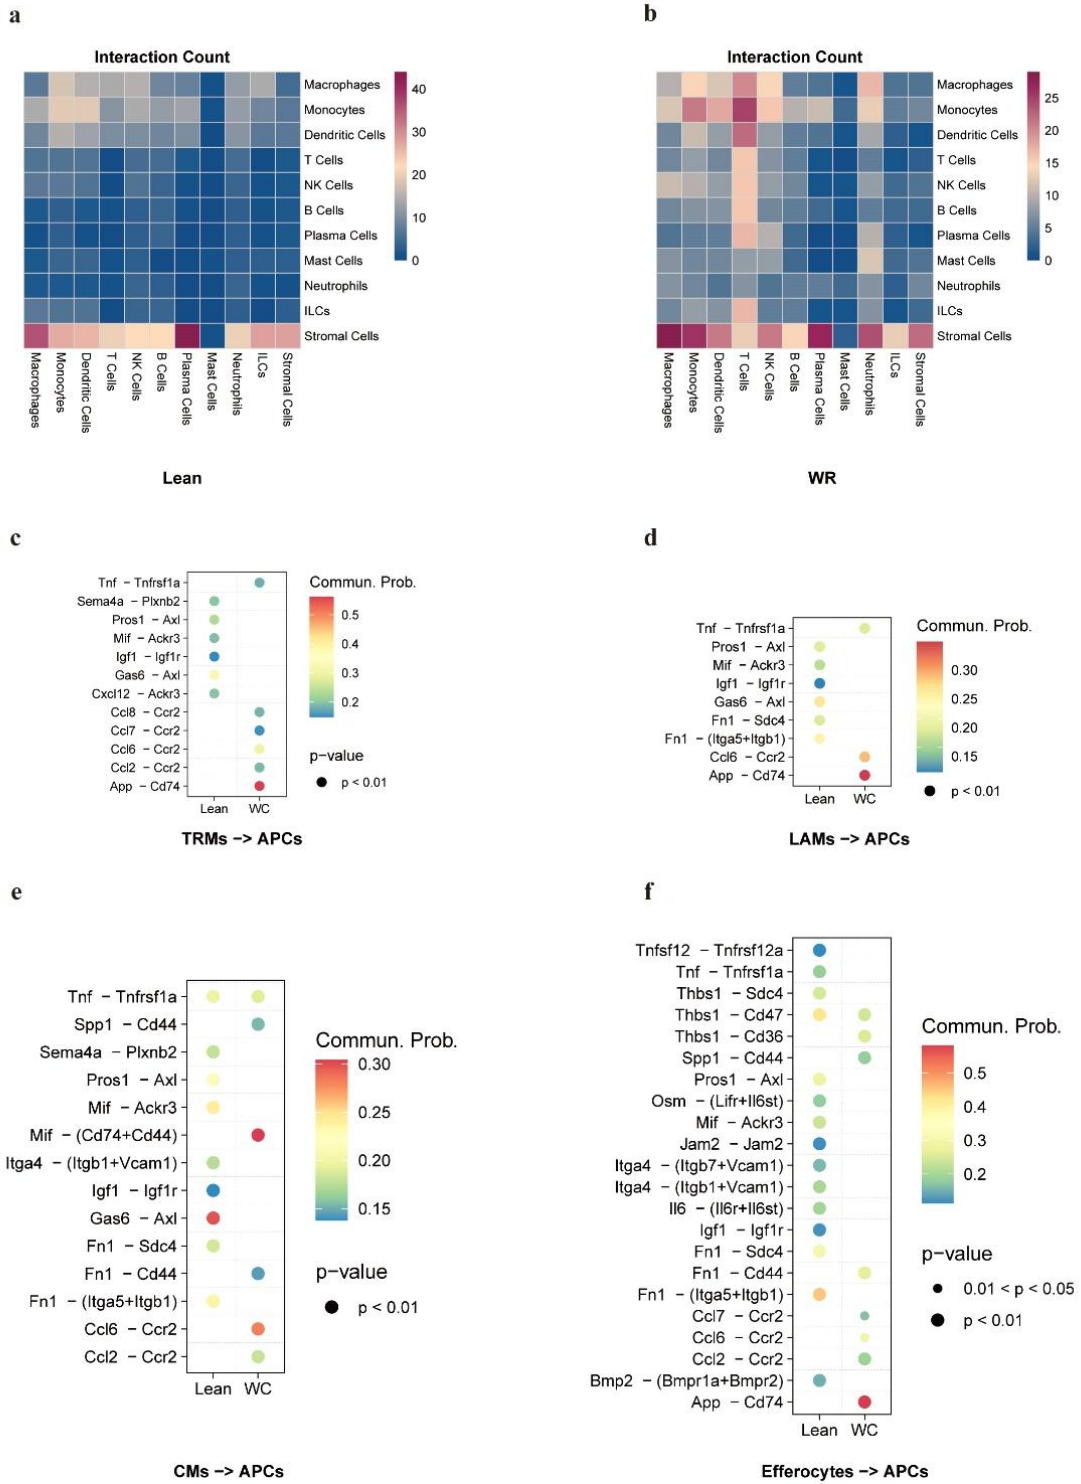 a
Interaction Count
Macrophages
Monocytes
Dendritic Cells
T Cells
NK Cells
B Cells
Plasma Cells
Mast Cells
Neutrophils
ILCs
Stromal Cells
40
30
20
10
0
Macrophages
Monocytes
Dendritic Cells
T Cells
NK Cells
B Cells
Plasma Cells
Mast Cells
Neutrophils
ILCs
Stromal Cells
Lean
b
Interaction Count
Macrophages
Monocytes
Dendritic Cells
T Cells
NK Cells
B Cells
Plasma Cells
Mast Cells
Neutrophils
ILCs
Stromal Cells
25
20
15
10
5
0
Macrophages
Monocytes
Dendritic Cells
T Cells
NK Cells
B Cells
Plasma Cells
Mast Cells
Neutrophils
ILCs
Stromal Cells
WR
c
Tnf − Tnfrsf1a
Sema4a − Plxnb2
Pros1 − Axl
Mif − Ackr3
Igf1 − Igf1r
Gas6 − Axl
Cxcl12 − Ackr3
Ccl8 − Ccr2
Ccl7 − Ccr2
Ccl6 − Ccr2
Ccl2 − Ccr2
App − Cd74
Lean WC
Commun. Prob.
0.5
0.4
0.3
0.2
p-value
p < 0.01
TRMs −> APCs
d
Tnf − Tnfrsf1a
Pros1 − Axl
Mif − Ackr3
Igf1 − Igf1r
Gas6 − Axl
Fn1 − Sdc4
Fn1 − (Itga5+Itgb1)
Ccl6 − Ccr2
App − Cd74
Lean WC
Commun. Prob.
0.30
0.25
0.20
0.15
p < 0.01
LAMs −> APCs
e
Tnf − Tnfrsf1a
Spp1 − Cd44
Sema4a − Plxnb2
Pros1 − Axl
Mif − Ackr3
Mif − (Cd74+Cd44)
Itga4 − (Itgb1+Vcam1)
Igf1 − Igf1r
Gas6 − Axl
Fn1 − Sdc4
Fn1 − Cd44
Fn1 − (Itga5+Itgb1)
Ccl6 − Ccr2
Ccl2 − Ccr2
Lean WC
Commun. Prob.
0.30
0.25
0.20
0.15
p-value
p < 0.01
CMs −> APCs
f
Tnfsf12 − Tnfrsf12a
Tnf − Tnfrsf1a
Thbs1 − Sdc4
Thbs1 − Cd47
Thbs1 − Cd36
Spp1 − Cd44
Pros1 − Axl
Osm − (Lifr+Il6st)
Mif − Ackr3
Jam2 − Jam2
Itga4 − (Itgb7+Vcam1)
Itga4 − (Itgb1+Vcam1)
Il6 − (Il6r+Il6st)
Igf1 − Igf1r
Fn1 − Sdc4
Fn1 − Cd44
Fn1 − (Itga5+Itgb1)
Ccl7 − Ccr2
Ccl6 − Ccr2
Ccl2 − Ccr2
Bmp2 − (Bmpr1a+Bmpr2)
App − Cd74
Lean WC
Commun. Prob.
0.5
0.4
0.3
0.2
p-value
0.01 < p < 0.05
p < 0.01
Efferocytes −> APCs